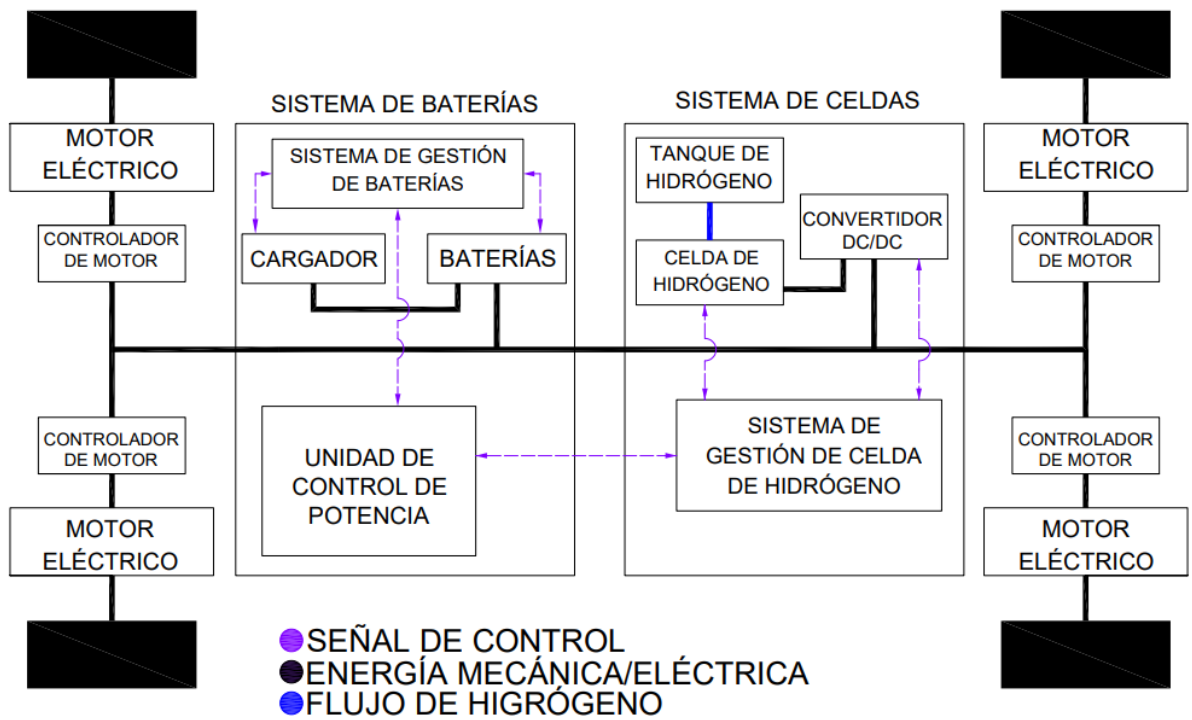 SISTEMA DE BATERÍAS
SISTEMA DE CELDAS
MOTOR
ELÉCTRICO
CONTROLADOR
DE MOTOR
SISTEMA DE GESTIÓN
DE BATERÍAS
CARGADOR
BATERÍAS
TANQUE DE
HIDRÓGENO
CELDA DE
HIDRÓGENO
CONVERTIDOR
DC/DC
MOTOR
ELÉCTRICO
CONTROLADOR
DE MOTOR
CONTROLADOR
DE MOTOR
MOTOR
ELÉCTRICO
UNIDAD DE
CONTROL DE
POTENCIA
SISTEMA DE
GESTIÓN DE CELDA
DE HIDRÓGENO
CONTROLADOR
DE MOTOR
MOTOR
ELÉCTRICO
SEÑAL DE CONTROL
ENERGÍA MECÁNICA/ELÉCTRICA
FLUJO DE HIGRÓGENO